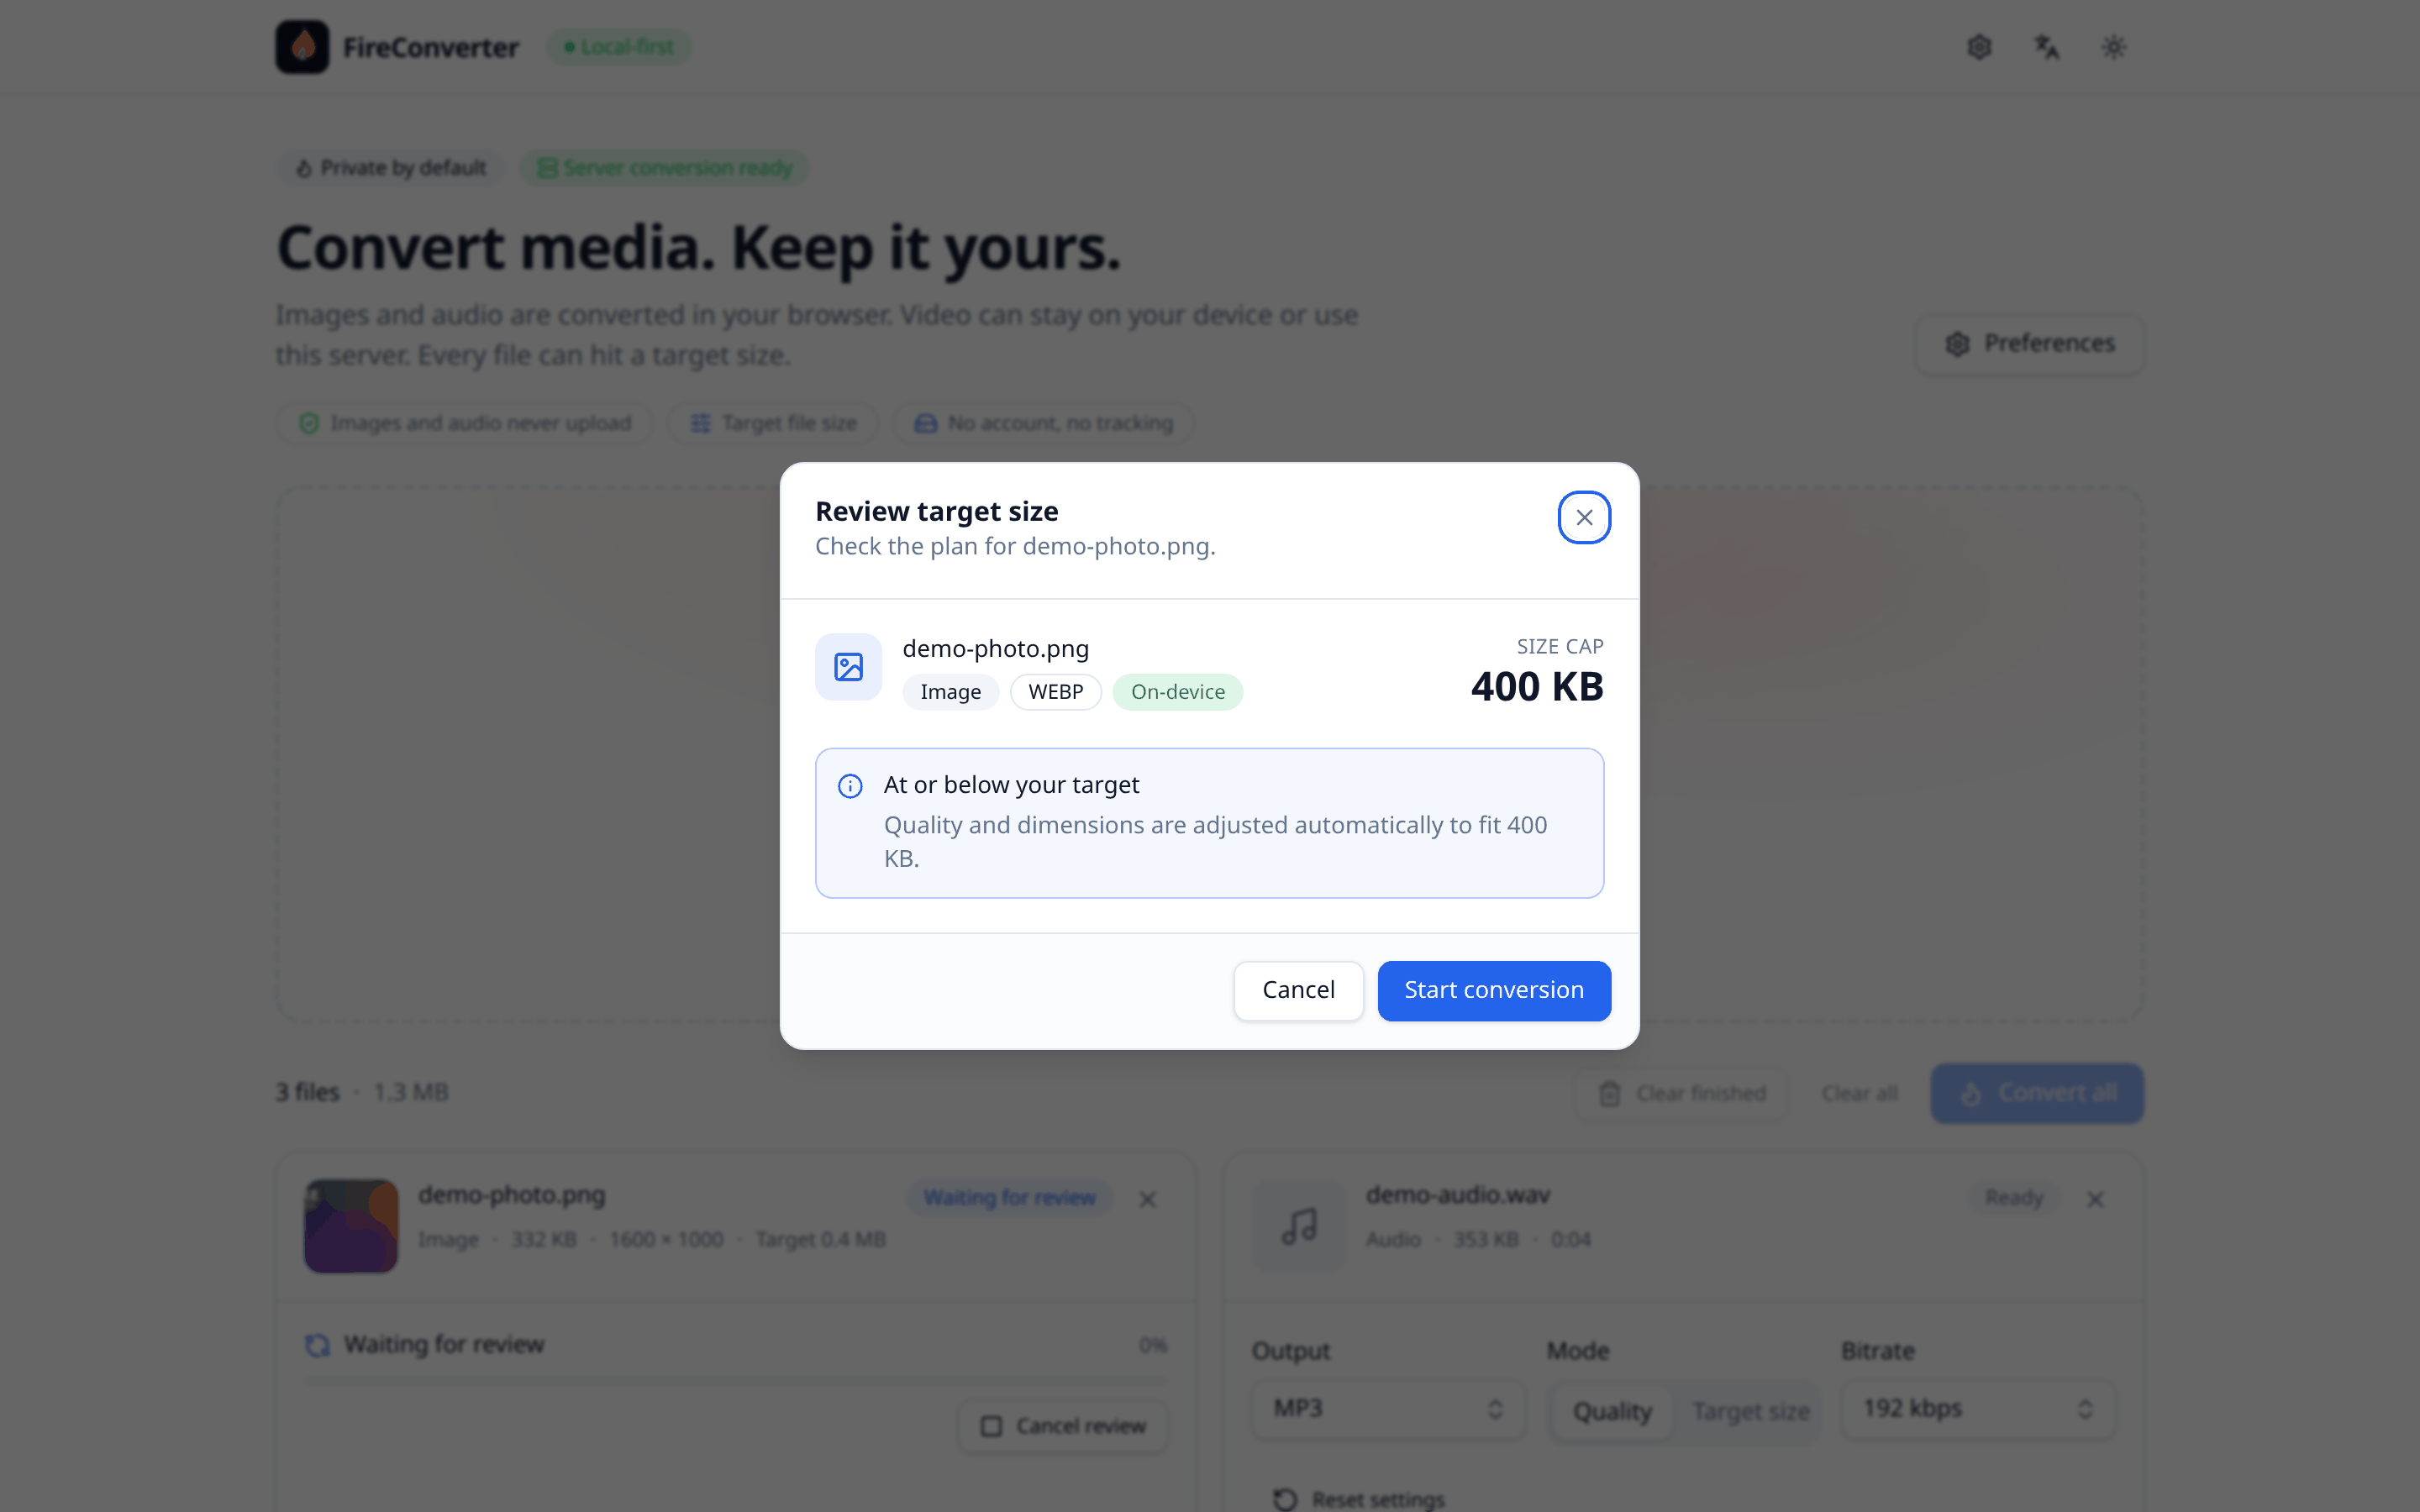 FireConverter
Local-first
Private by default
Server conversion ready
Convert media. Keep it yours.
Images and audio are converted in your browser. Video can stay on your device or use
this server. Every file can hit a target size.
Preferences
Images and audio never upload
Target file size
No account, no tracking
Review target size
Check the plan for demo-photo.png.
demo-photo.png
Image
WEBP
On-device
SIZE CAP
400 KB
At or below your target
Quality and dimensions are adjusted automatically to fit 400
KB.
Cancel
Start conversion
3 files · 1.3 MB
Clear finished
Clear all
Convert all
demo-photo.png
Waiting for review
Image · 332 KB · 1600 × 1000 · Target 0.4 MB
Waiting for review
0%
Cancel review
demo-audio.wav
Ready
Audio · 353 KB · 0:04
Output
Mode
Bitrate
MP3
Quality
Target size
192 kbps
Reset settings